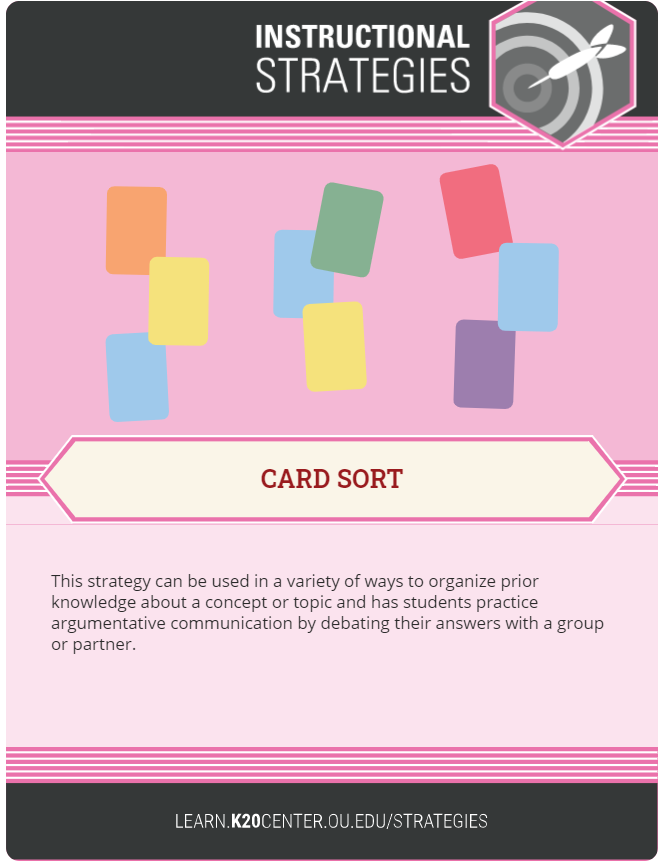 INSTRUCTIONAL
STRATEGIES
CARD SORT
This strategy can be used in a variety of ways to organize prior
knowledge about a concept or topic and has students practice
argumentative communication by debating their answers with a group
or partner.
LEARN.K20CENTER.OU.EDU/STRATEGIES